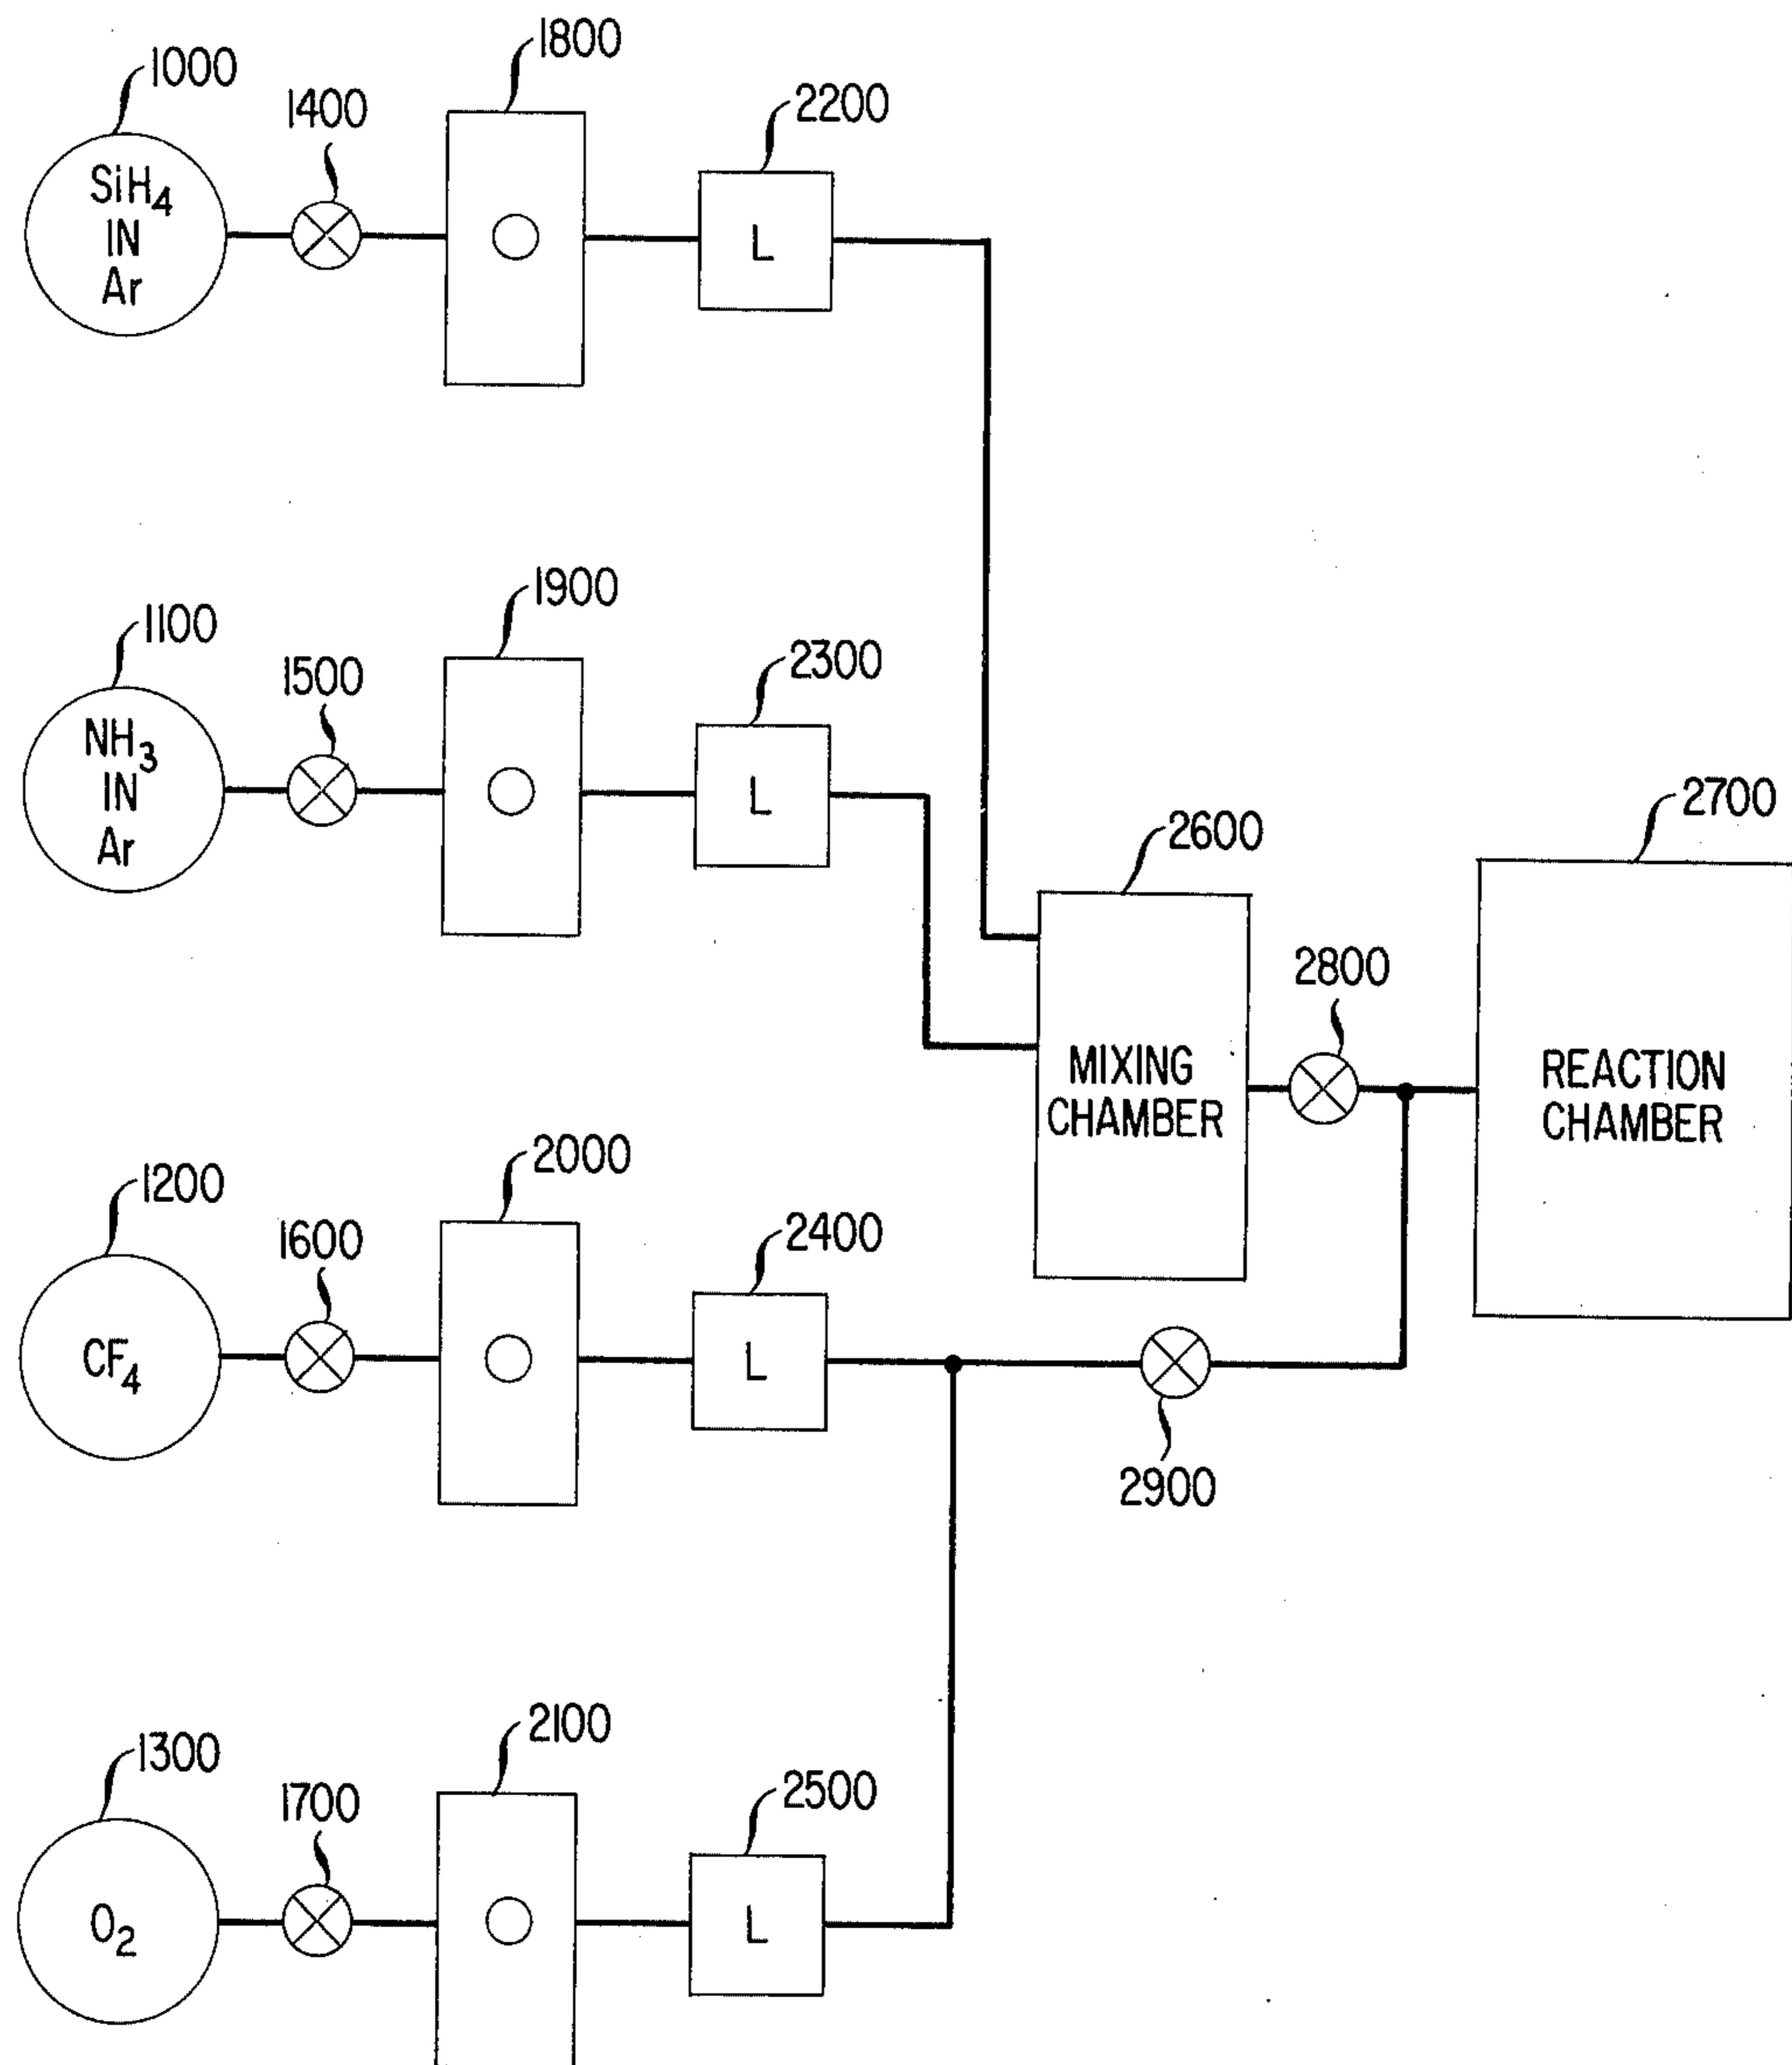 1000
1400
1800
2200
SiH4
IN
Ar
L
1100
1500
1900
2300
NH3
IN
Ar
L
2600
2700
2800
MIXING
CHAMBER
REACTION
CHAMBER
1200
1600
2000
2400
CF4
L
2900
1300
1700
2100
2500
O2
L